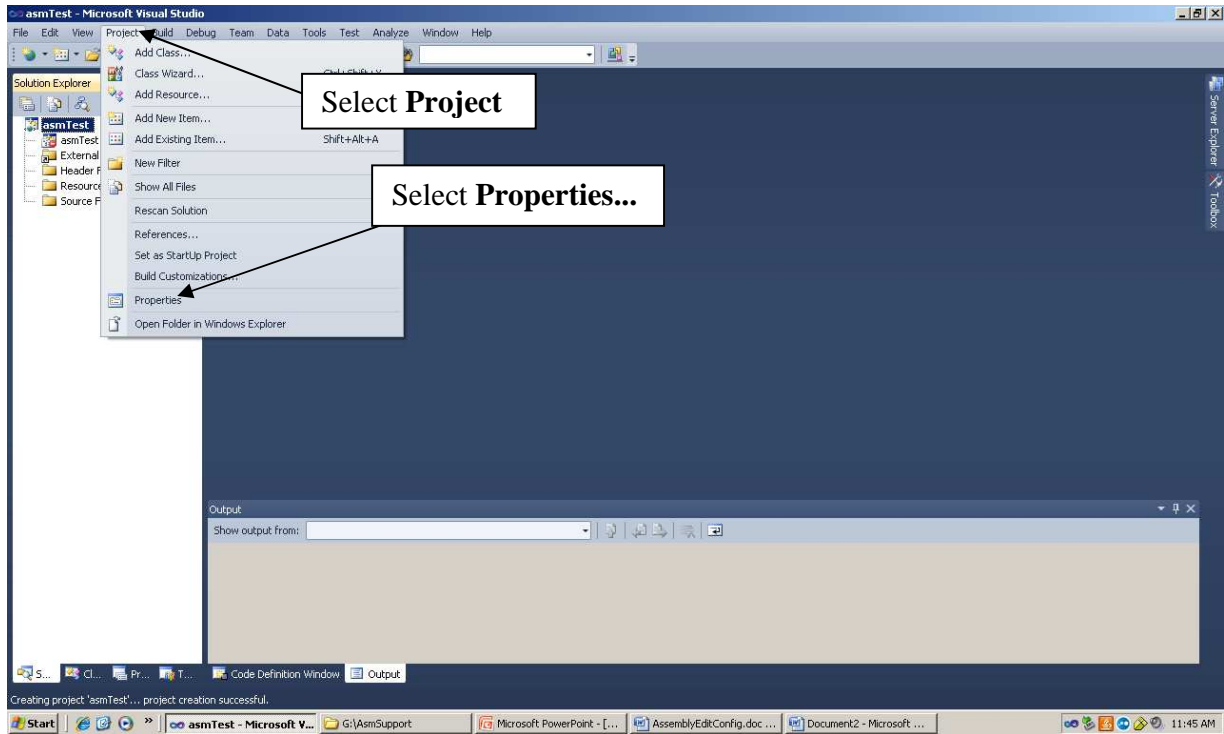 asmTest - Microsoft Visual Studio
File Edit View Project Build Debug Team Data Tools Test Analyze Window Help
Add Class...
Class Wizard...
Add Resource...
Add New Item...
Add Existing Item... Shift+Alt+A
New Filter
Show All Files
Rescan Solution
References...
Set as StartUp Project
Build Customizations...
Properties
Open Folder in Windows Explorer
Select Project
Select Properties...
Solution Explorer
asmTest
asmTest
External
Header F
Resource
Source F
Server Explorer
Toolbox
Output
Show output from:
S... Cl... Pr... T... Code Definition Window Output
Creating project 'asmTest'... project creation successful.
Start » asmTest - Microsoft V... G:\AsmSupport Microsoft PowerPoint - [... AssemblyEditConfig.doc ... Document2 - Microsoft ... 11:45 AM